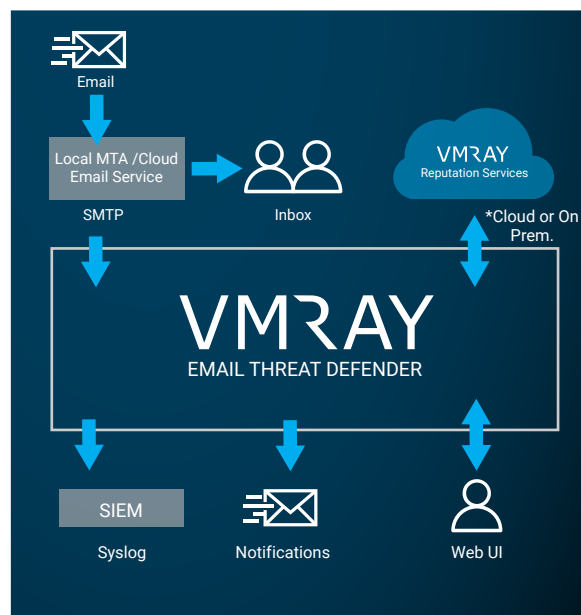 Email
Local MTA /Cloud
Email Service
SMTP
Inbox
VMRAY
Reputation Services
*Cloud or On
Prem.
VMRAY
EMAIL THREAT DEFENDER
SIEM
Syslog
Notifications
Web UI